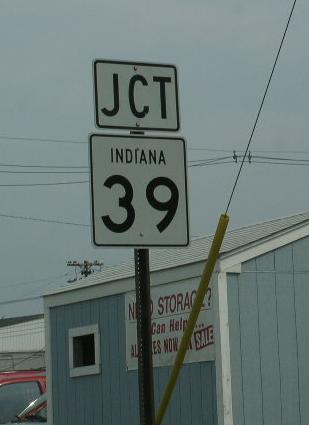 JCT
INDIANA
39
STORAGE?
Can Help
NOW ON SALE